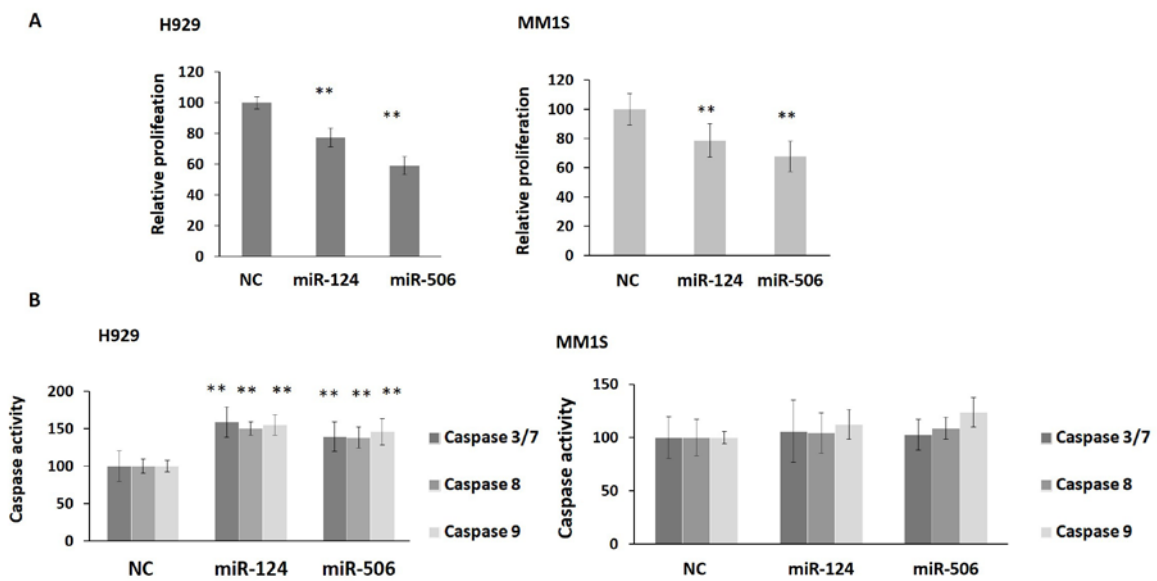 A
H929
MM1S
Relative prolifeation
120
100
80
60
40
20
0
**
**
NC
miR-124
miR-506
Relative proliferation
120
100
80
60
40
20
0
**
**
NC
miR-124
miR-506
B
H929
MM1S
Caspase activity
200
150
100
50
0
** ** **
** ** **
NC
miR-124
miR-506
Caspase 3/7
Caspase 8
Caspase 9
Caspase activity
150
100
50
0
NC
miR-124
miR-506
Caspase 3/7
Caspase 8
Caspase 9